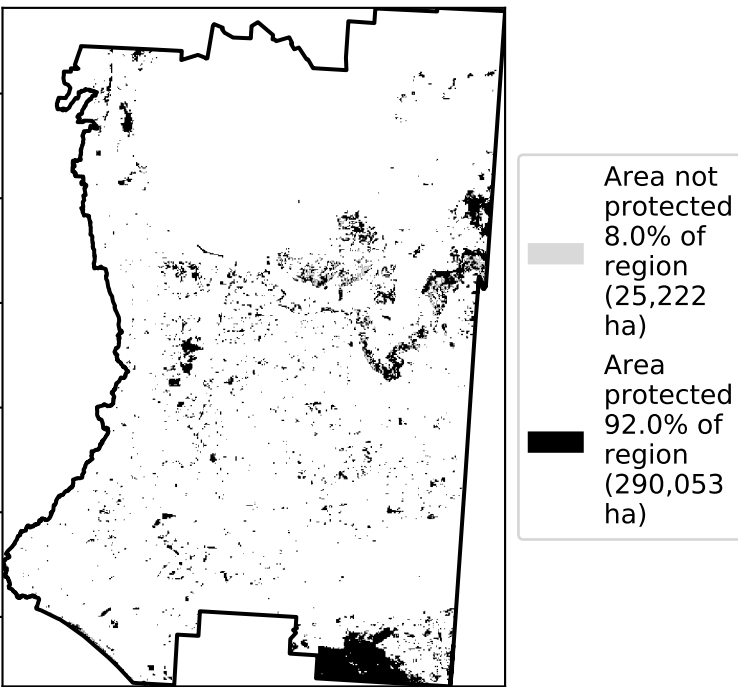 Area not
protected
8.0% of
region
(25,222
ha)
Area
protected
92.0% of
region
(290,053
ha)